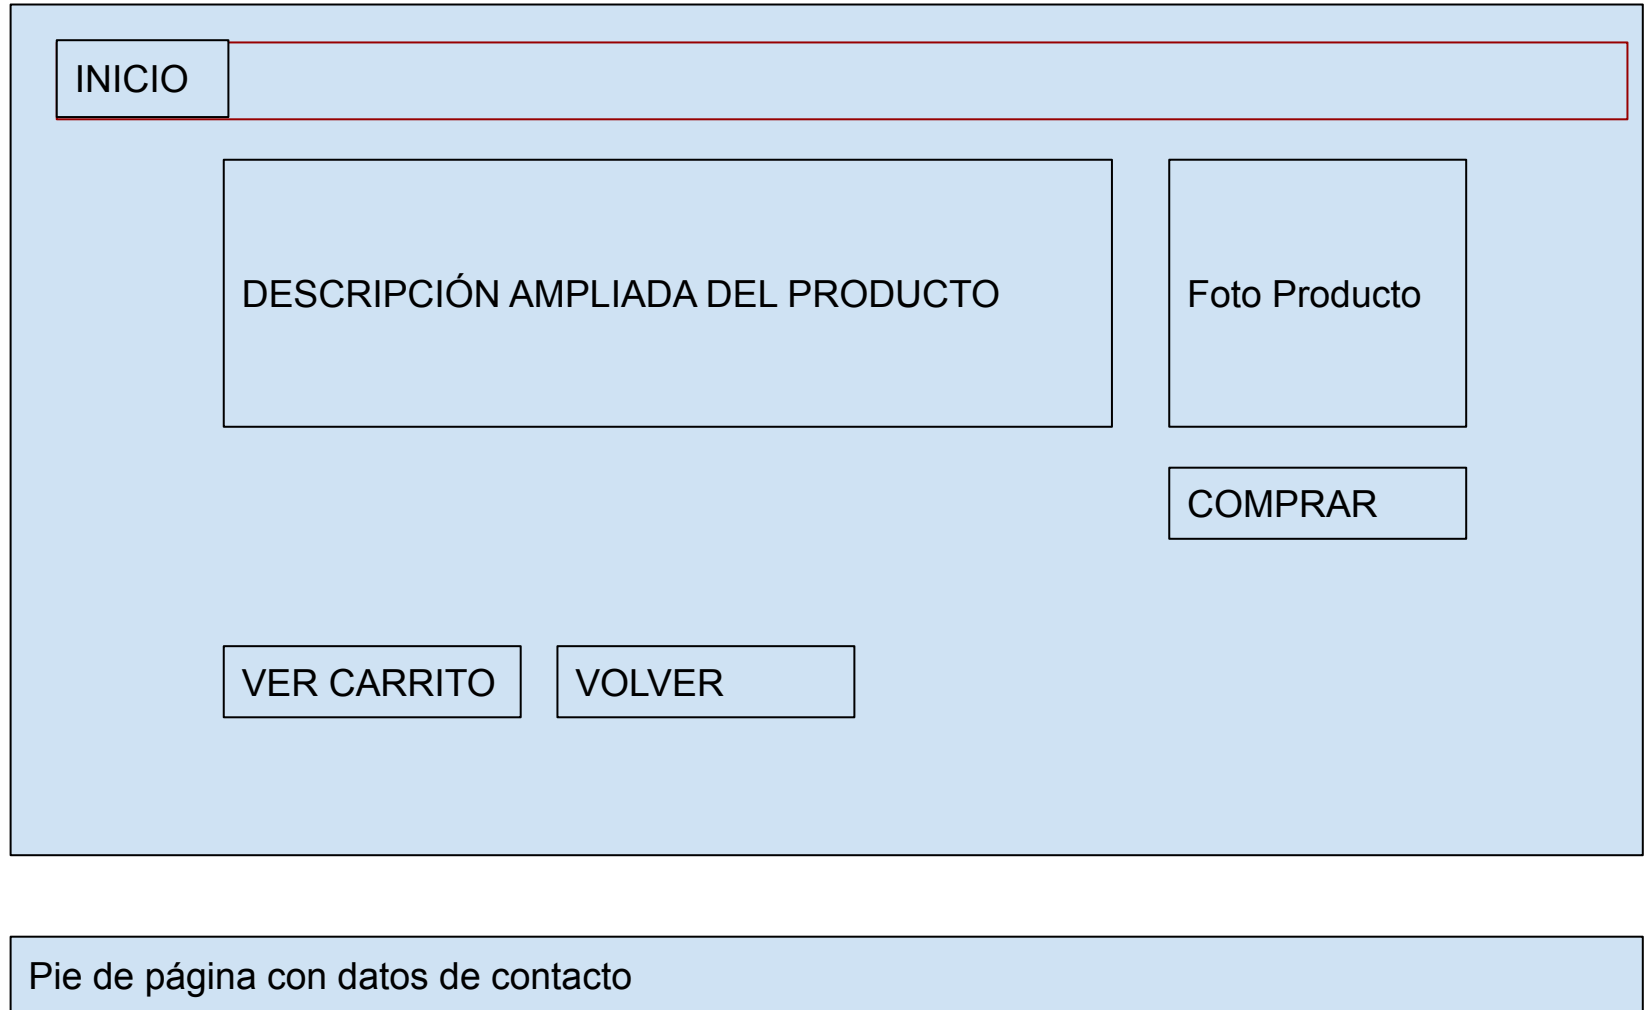 INICIO
DESCRIPCIÓN AMPLIADA DEL PRODUCTO
Foto Producto
COMPRAR
VER CARRITO
VOLVER
Pie de página con datos de contacto